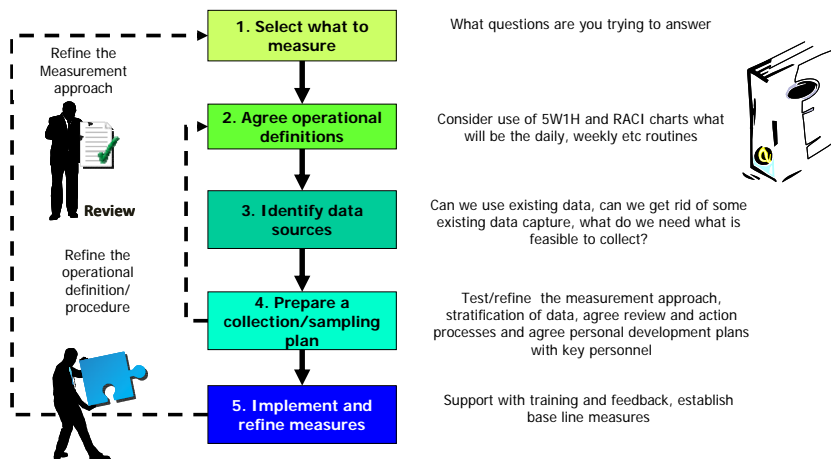 1. Select what to
measure
What questions are you trying to answer
Refine the
Measurement
approach
2. Agree operational
definitions
Consider use of 5W1H and RACI charts what
will be the daily, weekly etc routines
Review
3. Identify data
sources
Can we use existing data, can we get rid of some
existing data capture, what do we need what is
feasible to collect?
Refine the
operational
definition/
procedure
4. Prepare a
collection/sampling
plan
Test/refine the measurement approach,
stratification of data, agree review and action
processes and agree personal development plans
with key personnel
5. Implement and
refine measures
Support with training and feedback, establish
base line measures